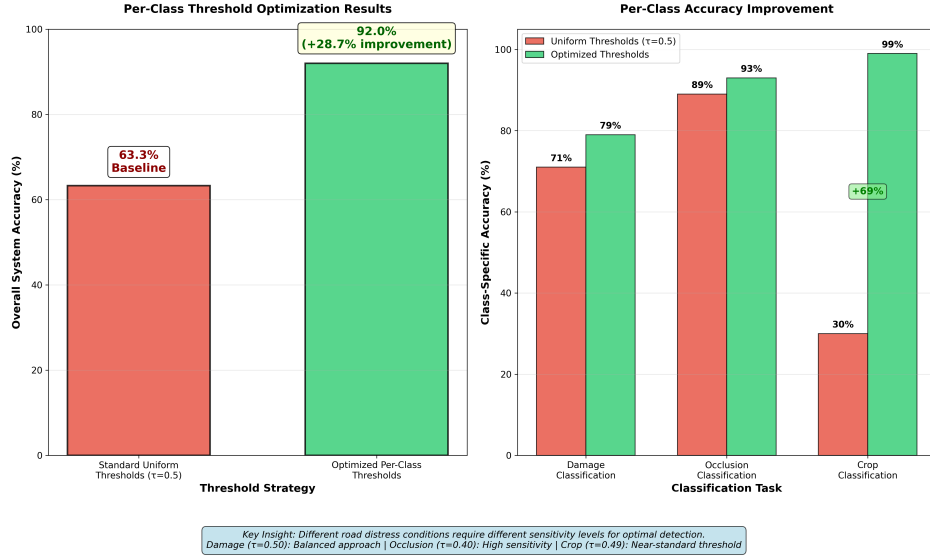 Per-Class Threshold Optimization Results
Overall System Accuracy (%)
100
80
60
40
20
0
63.3%
Baseline
92.0%
(+28.7% improvement)
Standard Uniform
Thresholds (τ=0.5)
Optimized Per-Class
Thresholds
Threshold Strategy
Per-Class Accuracy Improvement
Class-Specific Accuracy (%)
100
80
60
40
20
0
Uniform Thresholds (τ=0.5)
Optimized Thresholds
71%
79%
89%
93%
30%
99%
+69%
Damage
Classification
Occlusion
Classification
Crop
Classification
Classification Task
Key Insight: Different road distress conditions require different sensitivity levels for optimal detection.
Damage (τ=0.50): Balanced approach | Occlusion (τ=0.40): High sensitivity | Crop (τ=0.49): Near-standard threshold